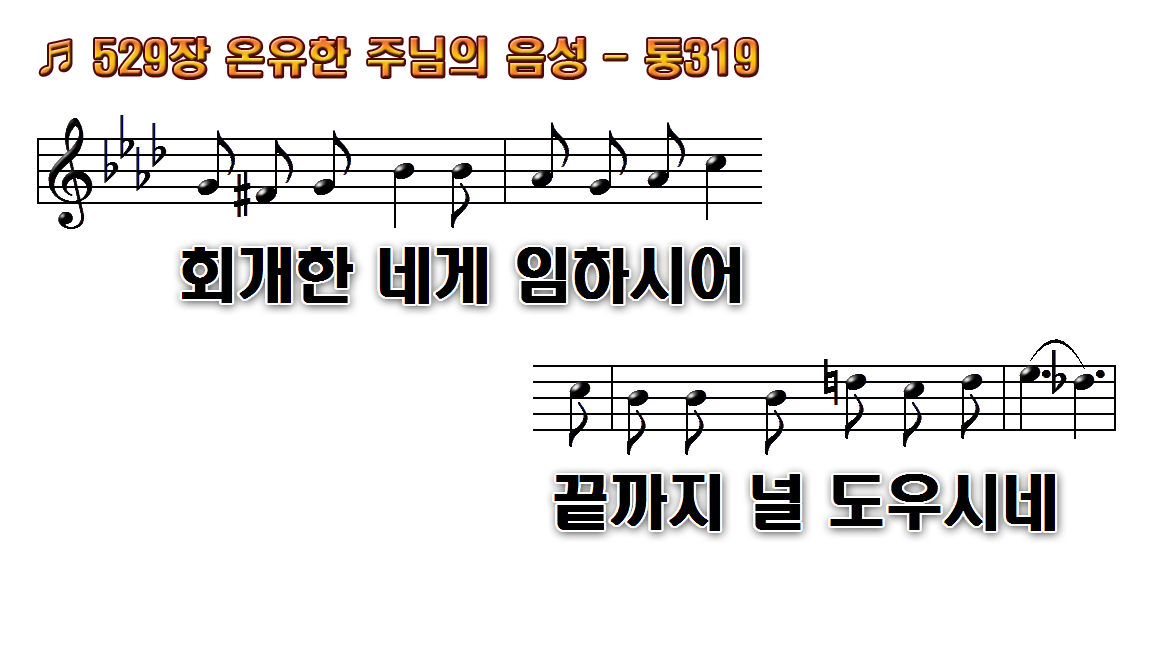 ♬ 529장 온유한 주님의 음성 - 통319
회개한 네게 임하시어
끝까지 널 도우시네